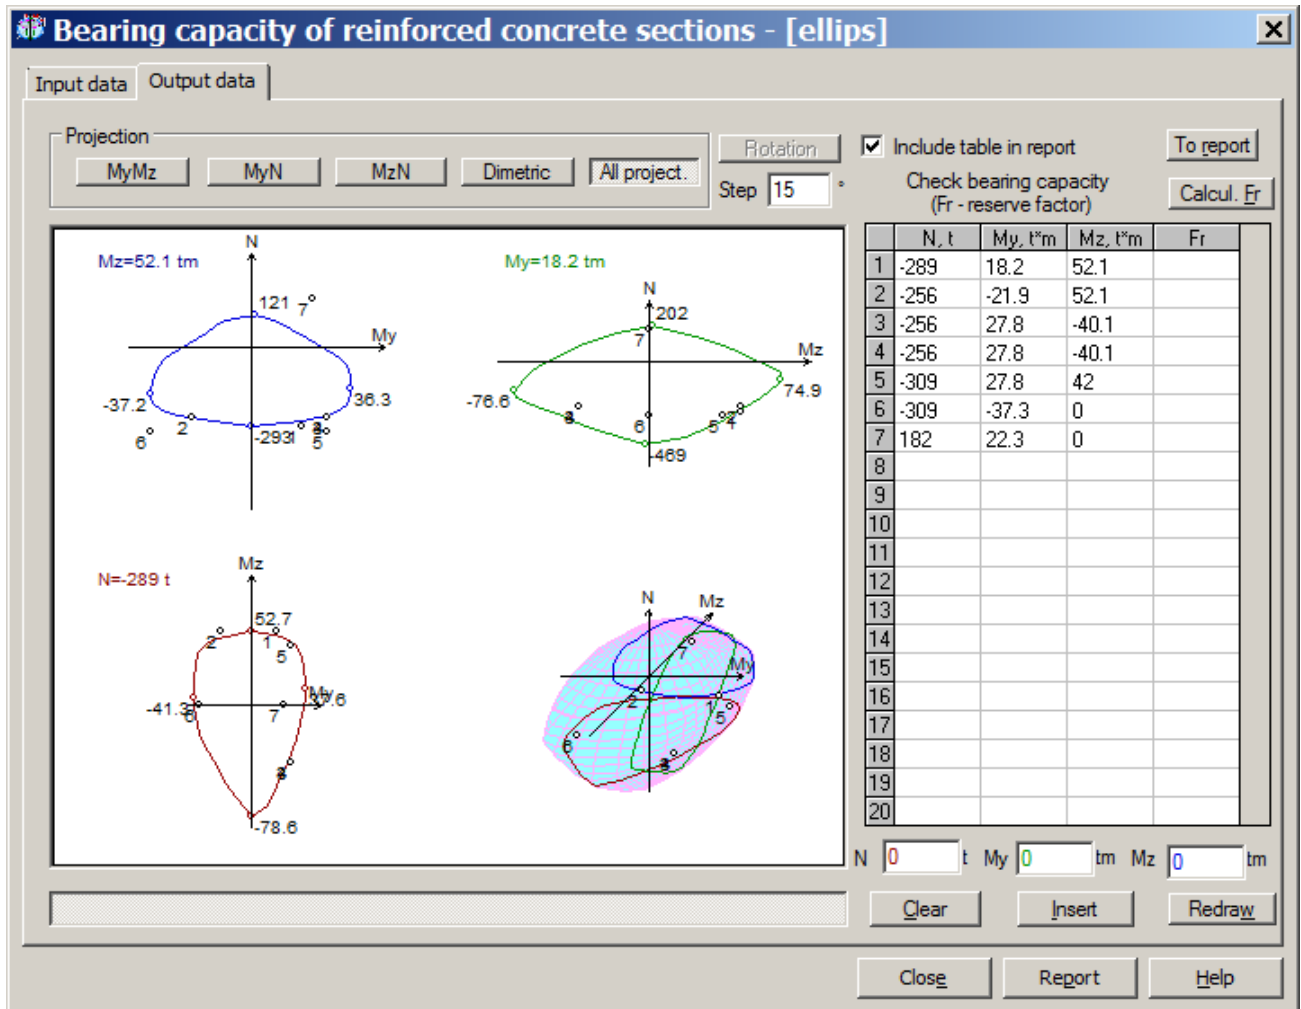 Bearing capacity of reinforced concrete sections - [ellips]
Input data
Output data
Projection
MyMz
MyN
MzN
Dimetric
All project.
Rotation
Step
15
°
Include table in report
To report
Check bearing capacity
(Fr - reserve factor)
Calcul. Fr
Mz=52.1 tm
N
121
7
My
-37.2
36.3
2
6
-293
1
5
My=18.2 tm
N
202
7
Mz
-76.6
74.9
6
5
-469
N=-289 t
Mz
52.7
2
1
5
-41.3
6
7
My
37.6
-78.6
N
Mz
7
My
2
1
5
6
N, t My, t*m Mz, t*m Fr
1 -289 18.2 52.1
2 -256 -21.9 52.1
3 -256 27.8 -40.1
4 -256 27.8 -40.1
5 -309 27.8 42
6 -309 -37.3 0
7 182 22.3 0
8
9
10
11
12
13
14
15
16
17
18
19
20
N 0 t My 0 tm Mz 0 tm
Clear
Insert
Redraw
Close
Report
Help